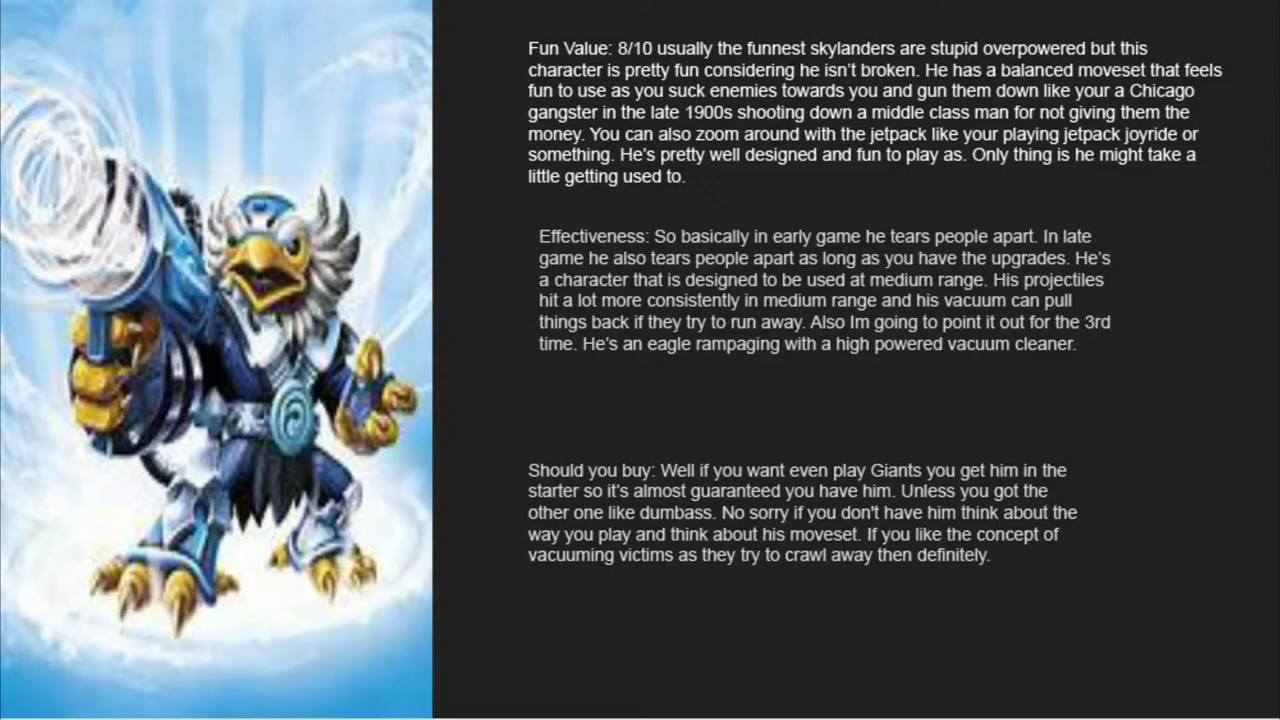 Fun Value: 8/10 usually the funnest skylanders are stupid overpowered but this
character is pretty fun considering he isn't broken. He has a balanced moveset that feels
fun to use as you suck enemies towards you and gun them down like your a Chicago
gangster in the late 1900s shooting down a middle class man for not giving them the
money. You can also zoom around with the jetpack like your playing jetpack joyride or
something. He's pretty well designed and fun to play as. Only thing is he might take a
little getting used to.
Effectiveness: So basically in early game he tears people apart. In late
game he also tears people apart as long as you have the upgrades. He's
a character that is designed to be used at medium range. His projectiles
hit a lot more consistently in medium range and his vacuum can pull
things back if they try to run away. Also Im going to point it out for the 3rd
time. He's an eagle rampaging with a high powered vacuum cleaner.
Should you buy: Well if you want even play Giants you get him in the
starter so it's almost guaranteed you have him. Unless you got the
other one like dumbass. No sorry if you don't have him think about the
way you play and think about his moveset. If you like the concept of
vacuuming victims as they try to crawl away then definitely.